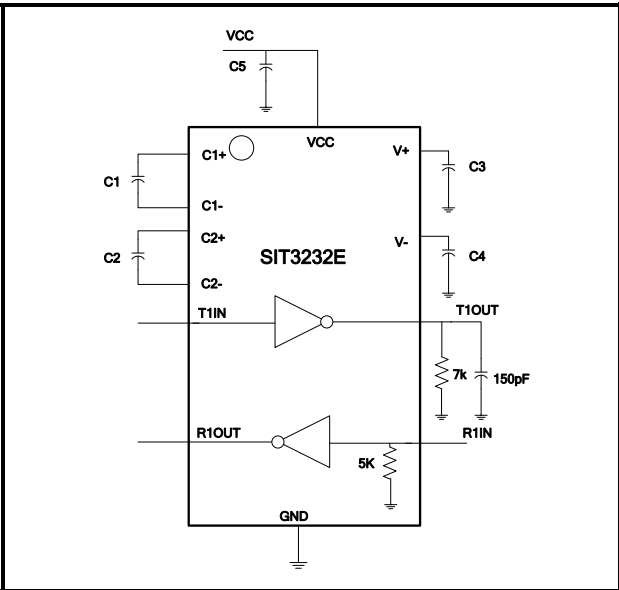 VCC
C5
VCC
C1+
V+
C1
C3
C1-
C2+
V-
C2
SIT3232E
C4
C2-
T1IN
T1OUT
7k
150pF
R1OUT
R1IN
5K
GND